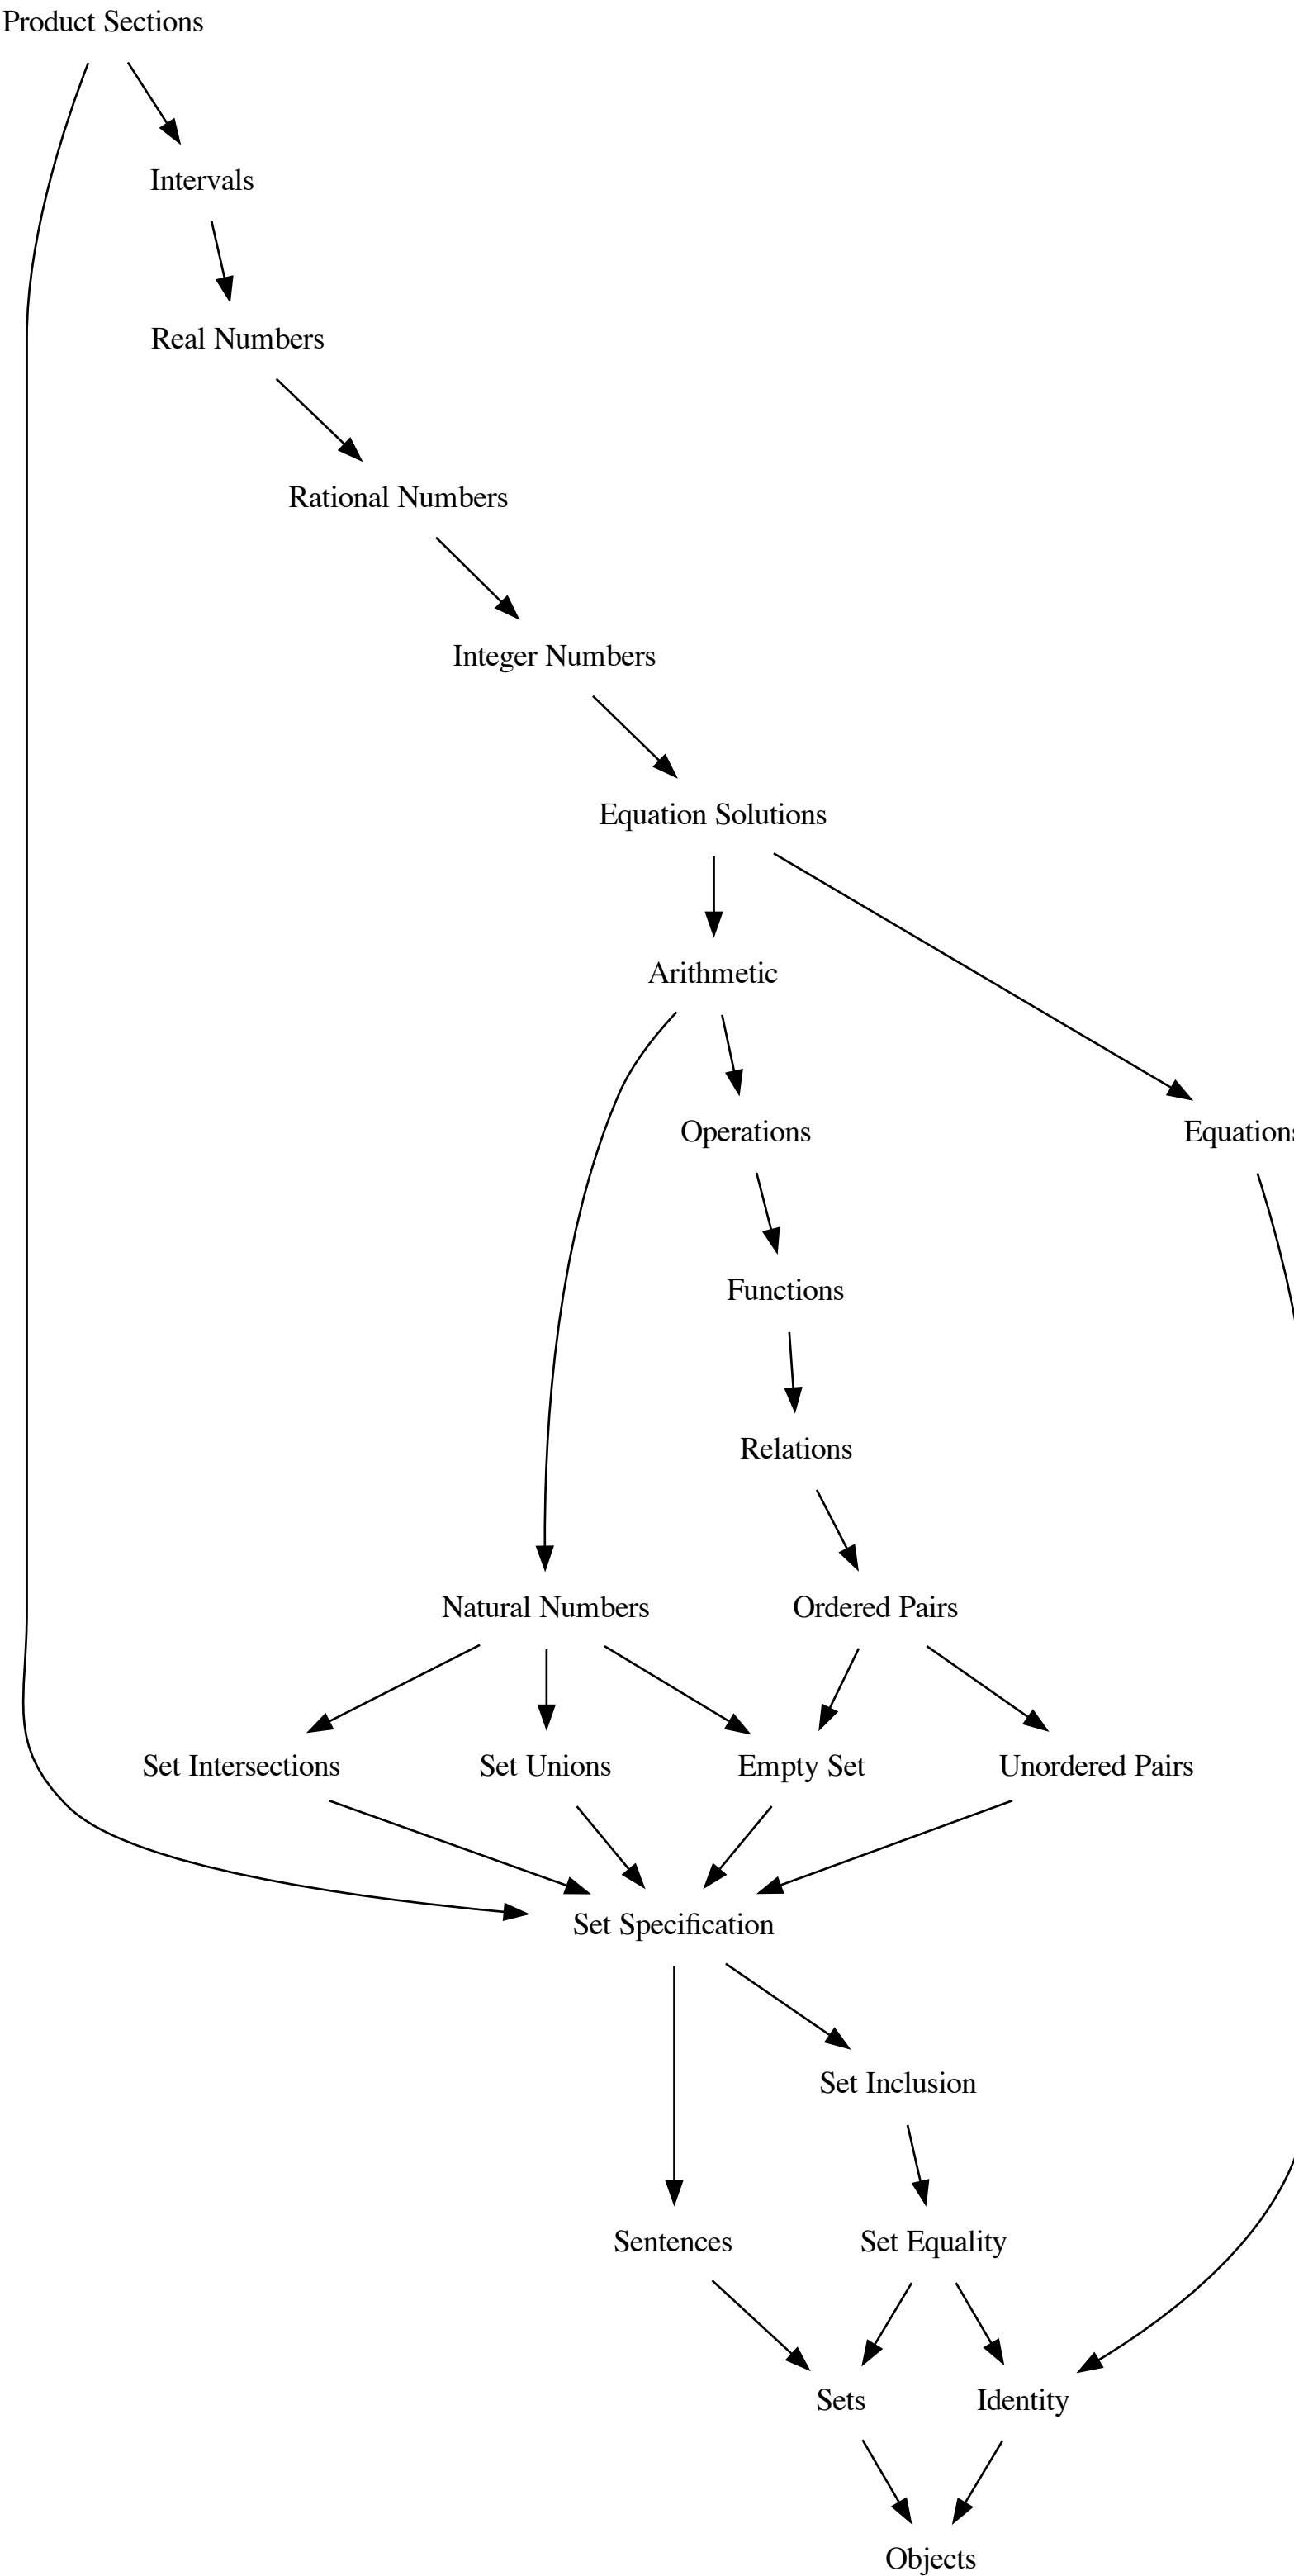 Product Sections
Intervals
Real Numbers
Rational Numbers
Integer Numbers
Equation Solutions
Arithmetic
Operations
Equations
Functions
Relations
Natural Numbers
Ordered Pairs
Set Intersections
Set Unions
Empty Set
Unordered Pairs
Set Specification
Set Inclusion
Sentences
Set Equality
Sets
Identity
Objects